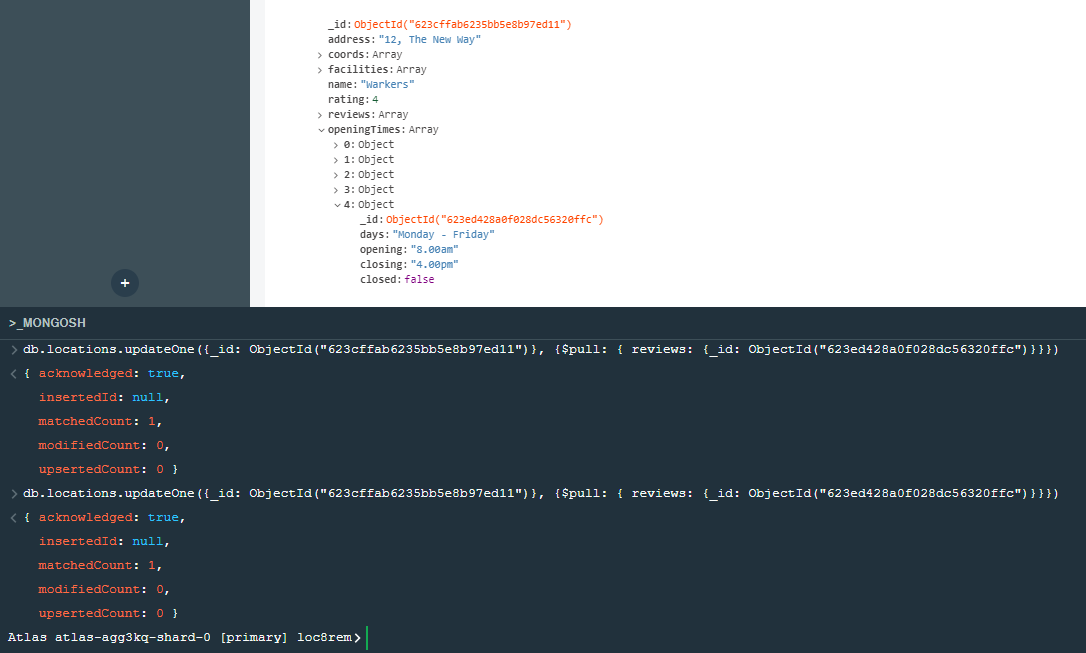 _id: ObjectId("623cffab6235bb5e8b97ed11")
address: "12, The New Way"
> coords: Array
> facilities: Array
name: "Warkers"
rating: 4
> reviews: Array
openingTimes: Array
> 0: Object
> 1: Object
> 2: Object
> 3: Object
4: Object
_id: ObjectId("623ed428a0f028dc56320ffc")
days: "Monday - Friday"
opening: "8.00am"
closing: "4.00pm"
closed: false
+
>_MONGOSH
> db.locations.updateOne({_id: ObjectId("623cffab6235bb5e8b97ed11")}, {$pull: { reviews: {_id: ObjectId("623ed428a0f028dc56320ffc")}}})
< { acknowledged: true,
insertedId: null,
matchedCount: 1,
modifiedCount: 0,
upsertedCount: 0 }
> db.locations.updateOne({_id: ObjectId("623cffab6235bb5e8b97ed11")}, {$pull: { reviews: {_id: ObjectId("623ed428a0f028dc56320ffc")}}})
< { acknowledged: true,
insertedId: null,
matchedCount: 1,
modifiedCount: 0,
upsertedCount: 0 }
Atlas atlas-agg3kq-shard-0 [primary] loc8rem>